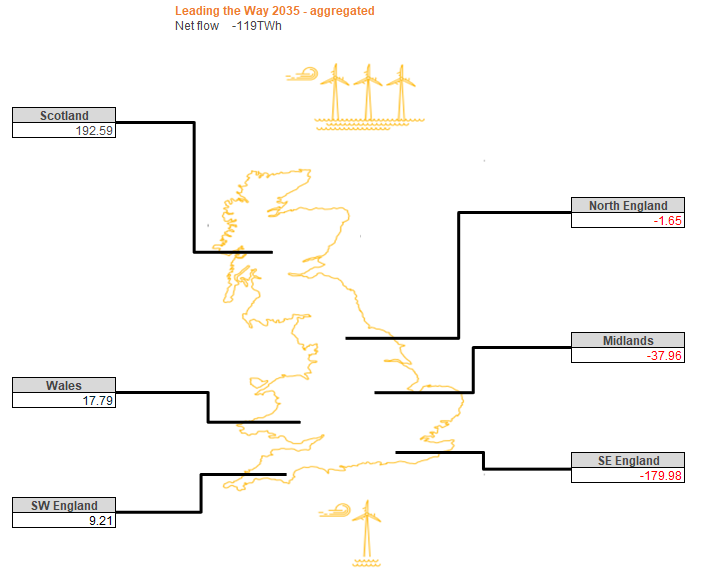 Leading the Way 2035 - aggregated
Net flow -119TWh
Scotland
192.59
North England
-1.65
Midlands
-37.96
Wales
17.79
SE England
-179.98
SW England
9.21